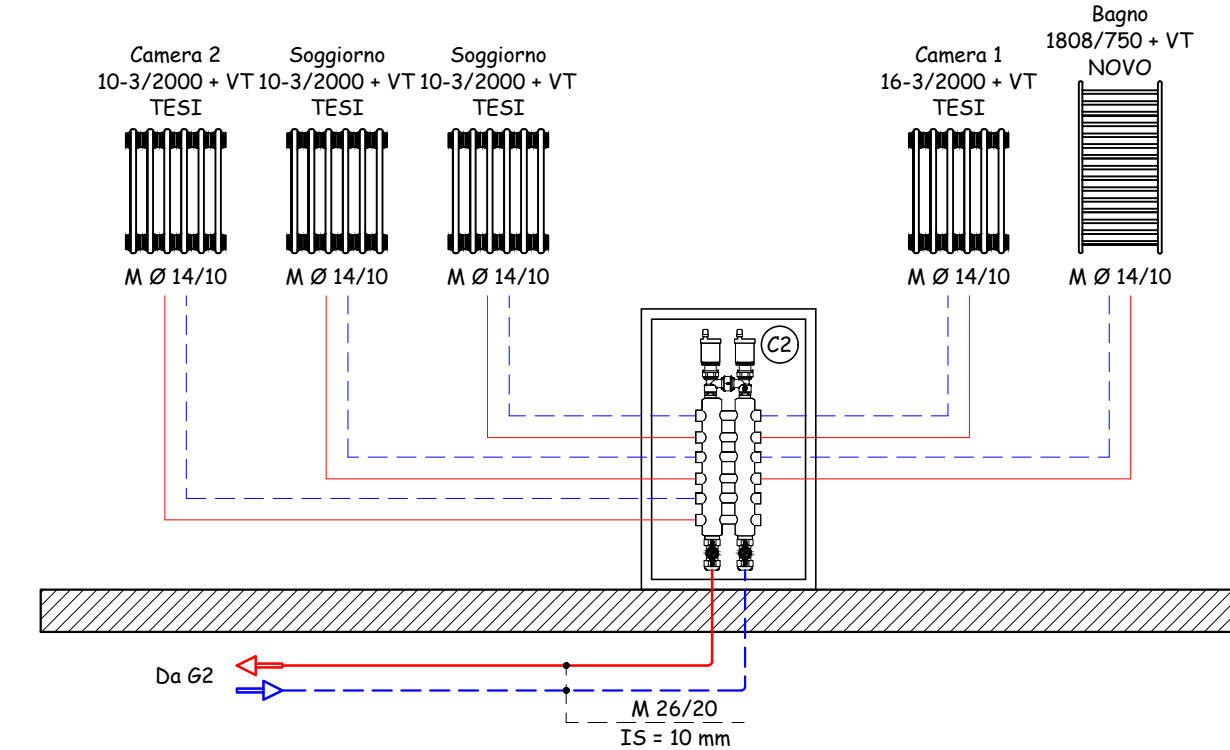 Camera 2
10-3/2000 + VT
TESI
Soggiorno
10-3/2000 + VT
TESI
Soggiorno
10-3/2000 + VT
TESI
Camera 1
16-3/2000 + VT
TESI
Bagno
1808/750 + VT
NOVO
M Ø 14/10
M Ø 14/10
M Ø 14/10
M Ø 14/10
M Ø 14/10
C2
Da G2
M 26/20
IS = 10 mm